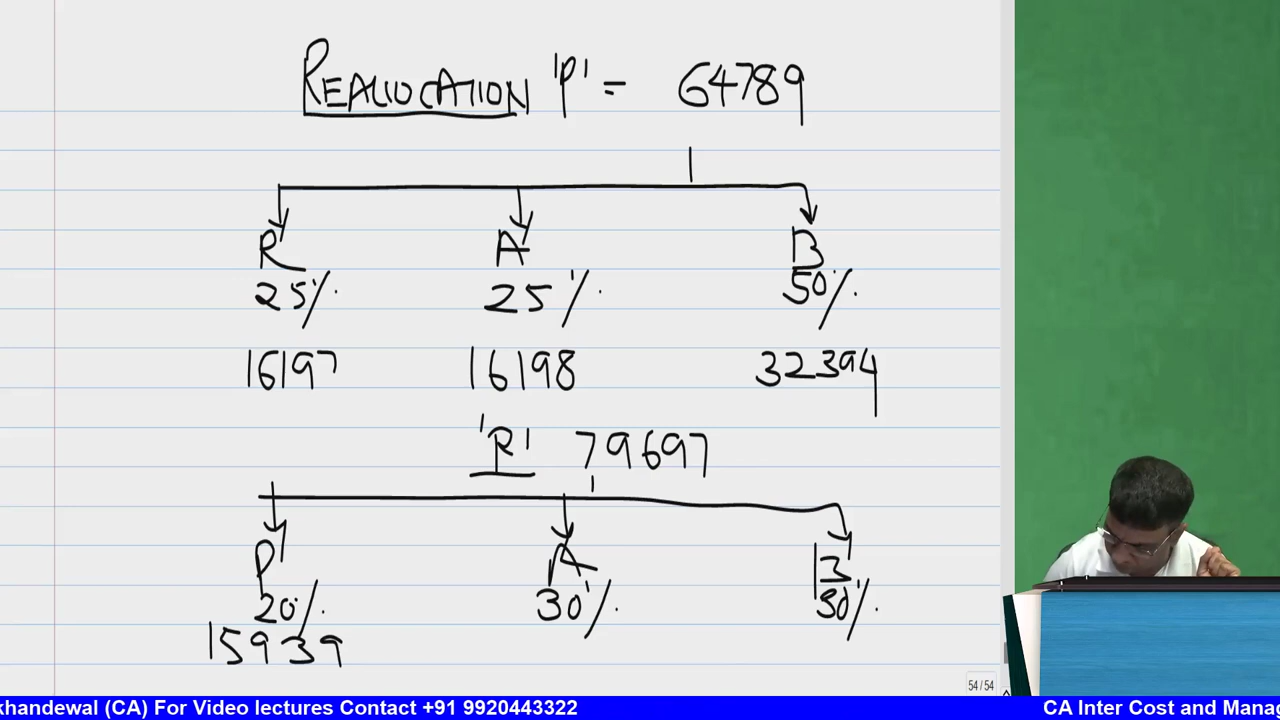 REALLOCATION 'P' = 64789
R A B
25% 25% 50%
16197 16198 32394
'R' 79697
P A B
20% 30% 50%
15939
54 / 54
khandewal (CA) For Video lectures Contact +91 9920443322 CA Inter Cost and Manag